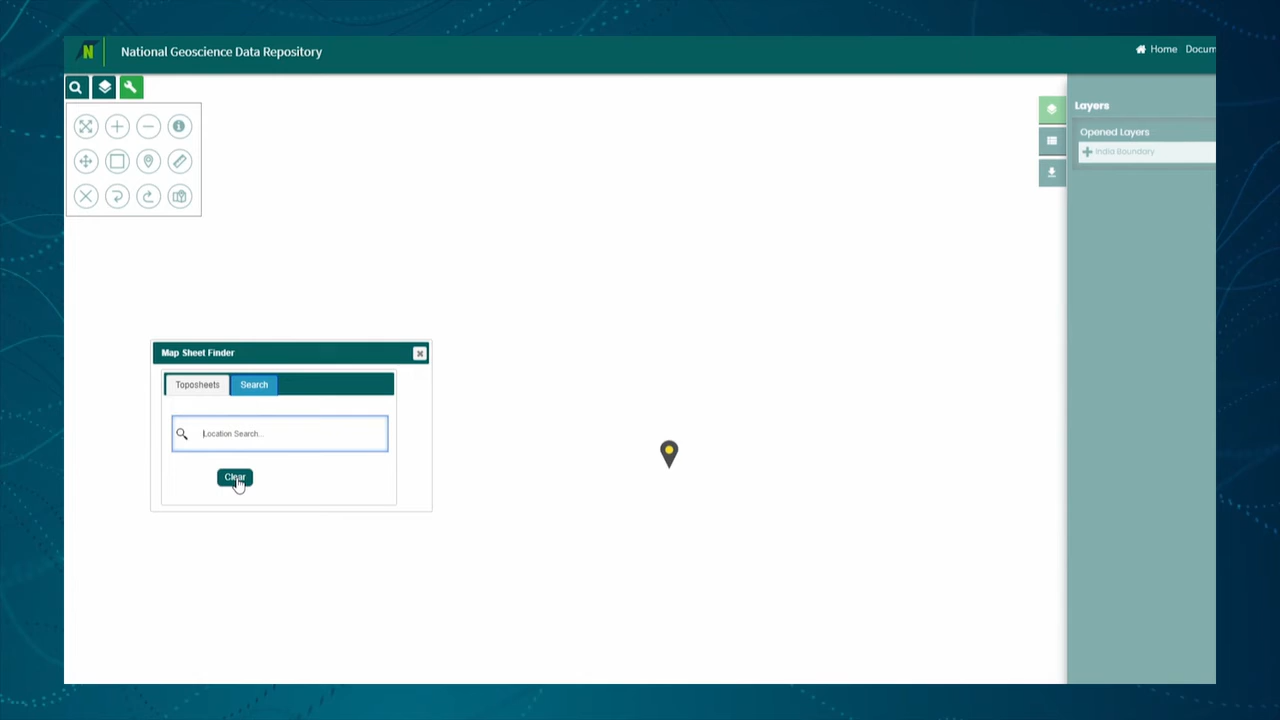 N
National Geoscience Data Repository
Home
Docum
Layers
Opened Layers
India Boundary
Map Sheet Finder
Toposheets
Search
Location Search...
Clear